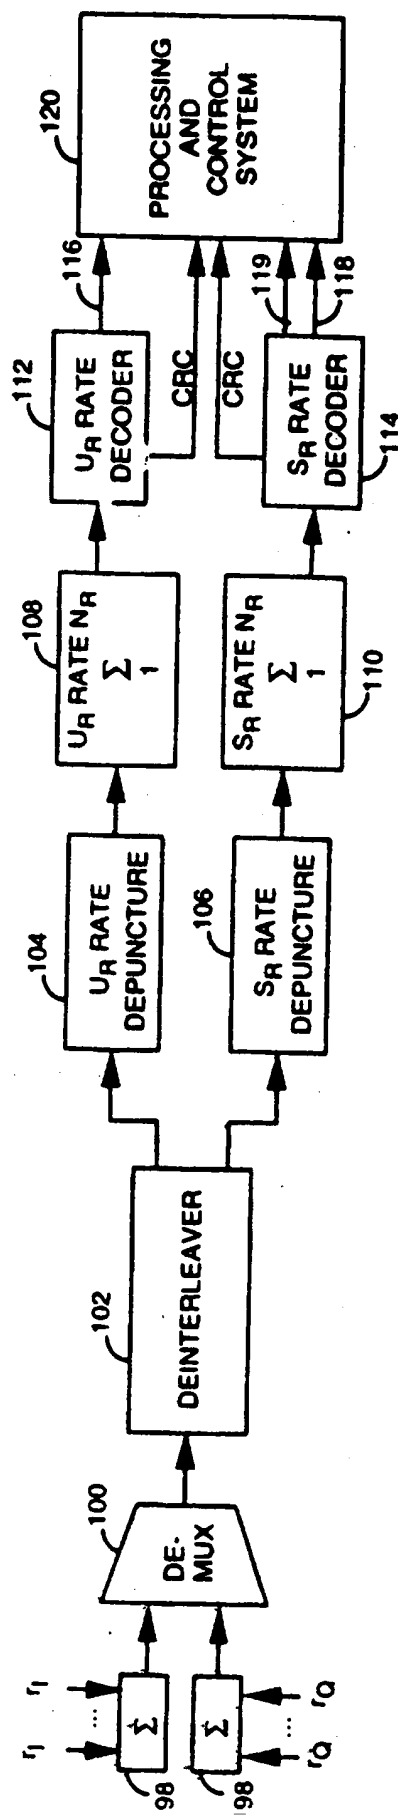 r_I ... r_I
Σ
98
Σ
98
r_Q ... r_Q
100
DE-
MUX
102
DEINTERLEAVER
104
U_R RATE
DEPUNCTURE
106
S_R RATE
DEPUNCTURE
108
U_R RATE N_R
Σ
1
S_R RATE N_R
Σ
1
110
112
U_R RATE
DECODER
S_R RATE
DECODER
114
116
CRC
CRC
119
118
120
PROCESSING
AND
CONTROL
SYSTEM